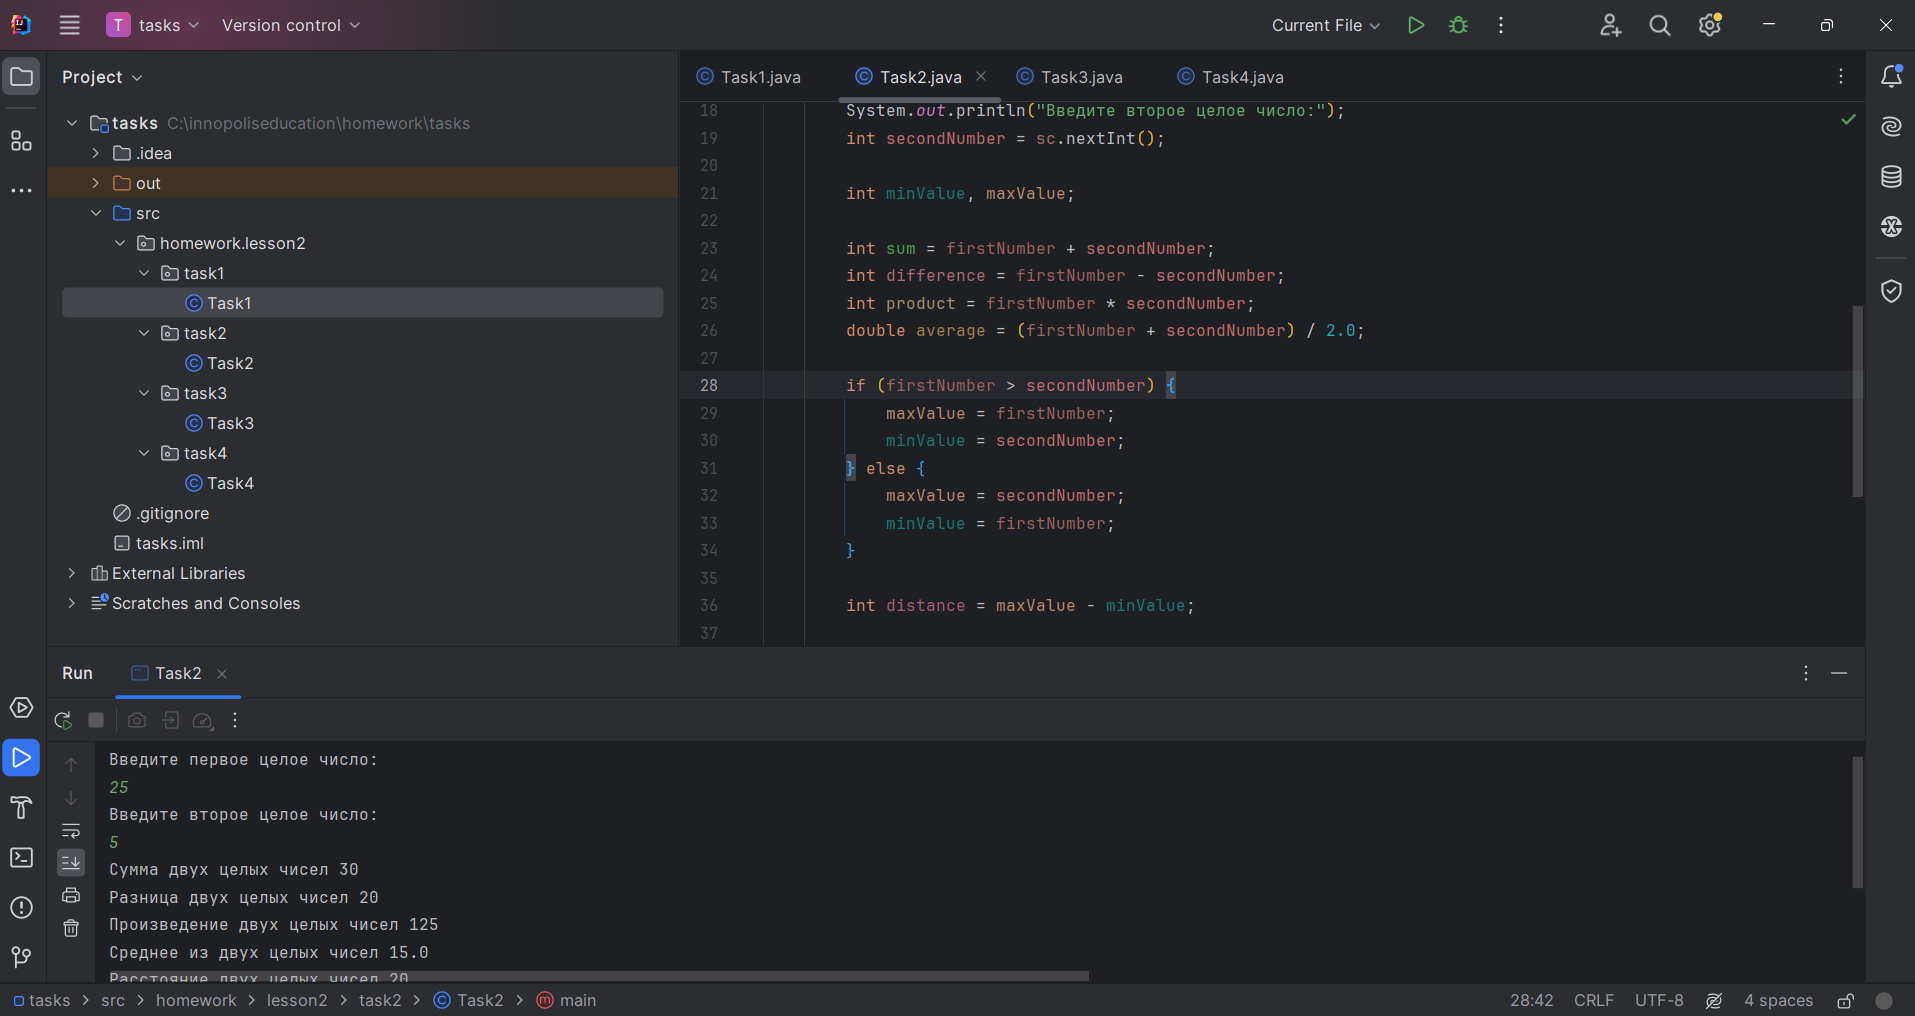 T tasks Version control Current File
Project
tasks C:\innopoliseducation\homework\tasks
.idea
out
src
homework.lesson2
task1
Task1
task2
Task2
task3
Task3
task4
Task4
.gitignore
tasks.iml
External Libraries
Scratches and Consoles
Task1.java Task2.java Task3.java Task4.java
18 System.out.println("Введите второе целое число:");
19 int secondNumber = sc.nextInt();
20
21 int minValue, maxValue;
22
23 int sum = firstNumber + secondNumber;
24 int difference = firstNumber - secondNumber;
25 int product = firstNumber * secondNumber;
26 double average = (firstNumber + secondNumber) / 2.0;
27
28 if (firstNumber > secondNumber) {
29 maxValue = firstNumber;
30 minValue = secondNumber;
31 } else {
32 maxValue = secondNumber;
33 minValue = firstNumber;
34 }
35
36 int distance = maxValue - minValue;
37
Run Task2
Введите первое целое число:
25
Введите второе целое число:
5
Сумма двух целых чисел 30
Разница двух целых чисел 20
Произведение двух целых чисел 125
Среднее из двух целых чисел 15.0
Расстояние двух целых чисел 20
tasks > src > homework > lesson2 > task2 > Task2 > main
28:42 CRLF UTF-8 4 spaces